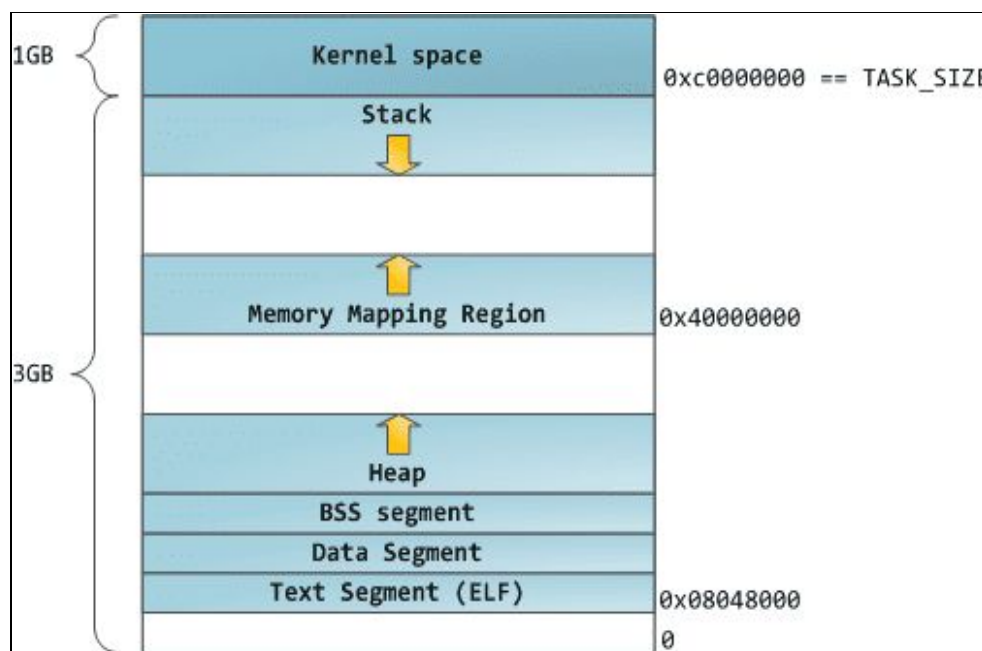 1GB
Kernel space
0xc0000000 == TASK_SIZE
Stack
Memory Mapping Region
0x40000000
3GB
Heap
BSS segment
Data Segment
Text Segment (ELF)
0x08048000
0